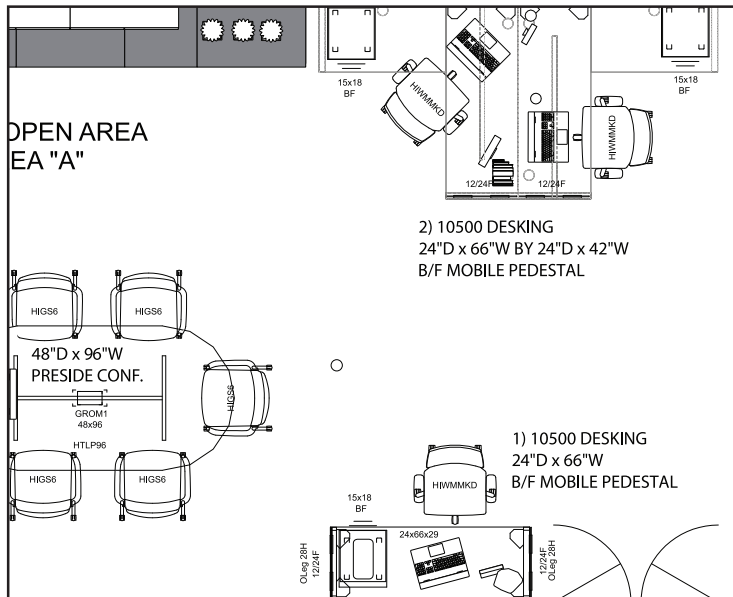 15x18
BF
HIWMMKD
HIWMMKD
15x18
BF
OPEN AREA
EA "A"
12/24F
12/24F
2) 10500 DESKING
24"D x 66"W BY 24"D x 42"W
B/F MOBILE PEDESTAL
HIGS6
HIGS6
48"D x 96"W
PRESIDE CONF.
HIGS6
GROM1
48x96
HTLP96
HIGS6
HIGS6
1) 10500 DESKING
24"D x 66"W
B/F MOBILE PEDESTAL
HIWMMKD
15x18
BF
24x66x29
OLeg 28H
12/24F
12/24F
OLeg 28H